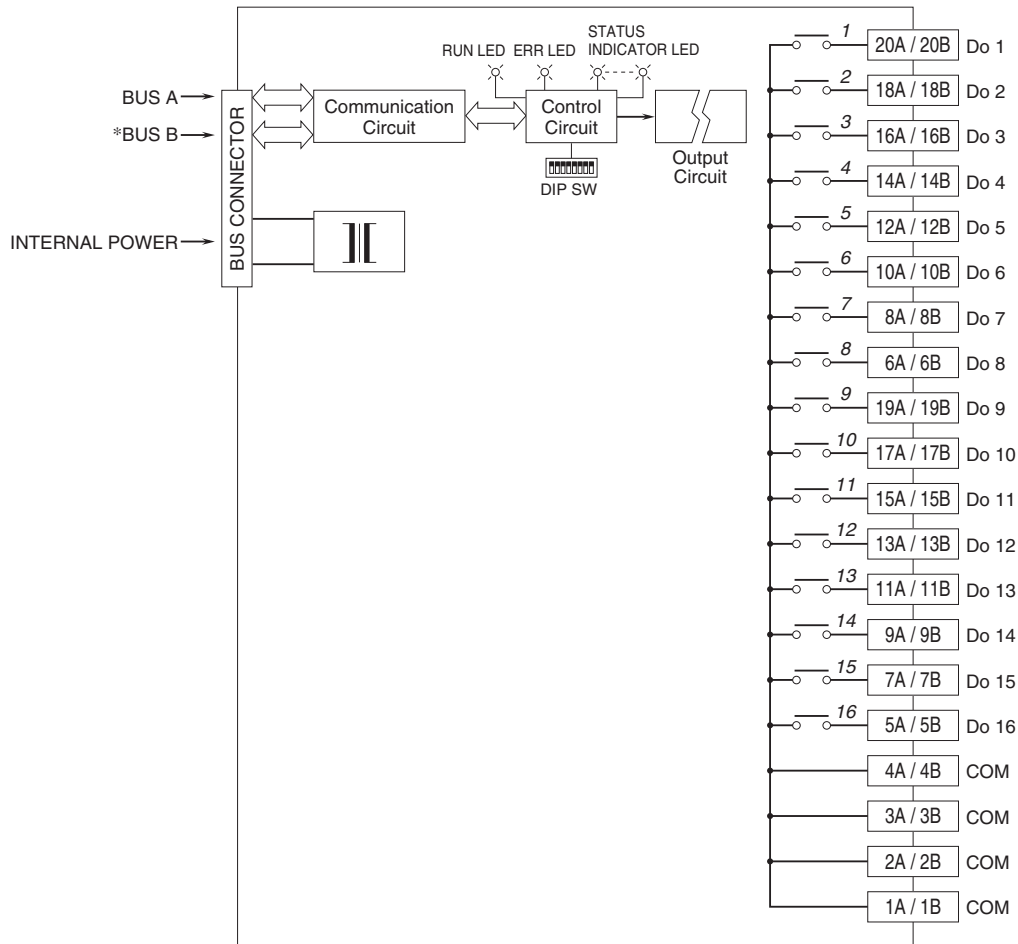 BUS A
*BUS B
INTERNAL POWER
BUS CONNECTOR
Communication
Circuit
RUN LED
ERR LED
STATUS
INDICATOR LED
Control
Circuit
DIP SW
Output
Circuit
1 20A / 20B Do 1
2 18A / 18B Do 2
3 16A / 16B Do 3
4 14A / 14B Do 4
5 12A / 12B Do 5
6 10A / 10B Do 6
7 8A / 8B Do 7
8 6A / 6B Do 8
9 19A / 19B Do 9
10 17A / 17B Do 10
11 15A / 15B Do 11
12 13A / 13B Do 12
13 11A / 11B Do 13
14 9A / 9B Do 14
15 7A / 7B Do 15
16 5A / 5B Do 16
4A / 4B COM
3A / 3B COM
2A / 2B COM
1A / 1B COM